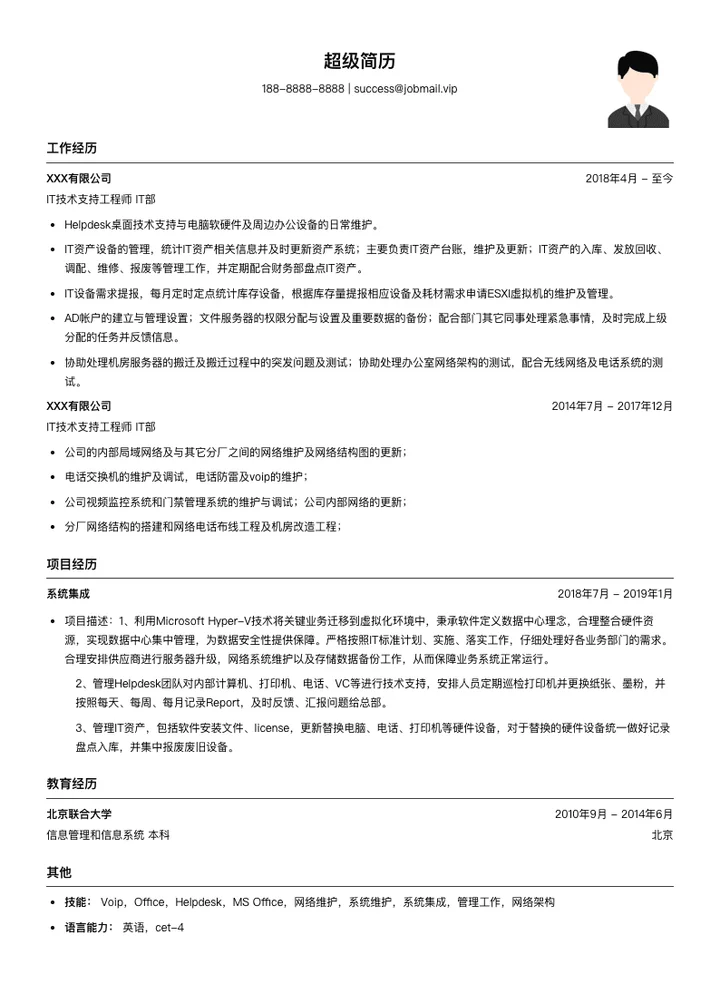 超级简历
188-8888-8888 | success@jobmail.vip
工作经历
XXX有限公司 2018年4月 - 至今
IT技术支持工程师 IT部
• Helpdesk桌面技术支持与电脑软硬件及周边办公设备的日常维护。
• IT资产设备的管理，统计IT资产相关信息并及时更新资产系统；主要负责IT资产台账，维护及更新；IT资产的入库、发放回收、
调配、维修、报废等管理工作，并定期配合财务部盘点IT资产。
• IT设备需求提报，每月定时定点统计库存设备，根据库存量提报相应设备及耗材需求申请ESXI虚拟机的维护及管理。
• AD帐户的建立与管理设置；文件服务器的权限分配与设置及重要数据的备份；配合部门其它同事处理紧急事情，及时完成上级
分配的任务并反馈信息。
• 协助处理机房服务器的搬迁及搬迁过程中的突发问题及测试；协助处理办公室网络架构的测试，配合无线网络及电话系统的测
试。
XXX有限公司 2014年7月 - 2017年12月
IT技术支持工程师 IT部
• 公司的内部局域网络及与其它分厂之间的网络维护及网络结构图的更新；
• 电话交换机的维护及调试，电话防雷及voip的维护；
• 公司视频监控系统和门禁管理系统的维护与调试；公司内部网络的更新；
• 分厂网络结构的搭建和网络电话布线工程及机房改造工程；
项目经历
系统集成 2018年7月 - 2019年1月
• 项目描述：1、利用Microsoft Hyper-V技术将关键业务迁移到虚拟化环境中，秉承软件定义数据中心理念，合理整合硬件资
源，实现数据中心集中管理，为数据安全性提供保障。严格按照IT标准计划、实施、落实工作，仔细处理好各业务部门的需求。
合理安排供应商进行服务器升级，网络系统维护以及存储数据备份工作，从而保障业务系统正常运行。
2、管理Helpdesk团队对内部计算机、打印机、电话、VC等进行技术支持，安排人员定期巡检打印机并更换纸张、墨粉，并
按照每天、每周、每月记录Report，及时反馈、汇报问题给总部。
3、管理IT资产，包括软件安装文件、license，更新替换电脑、电话、打印机等硬件设备，对于替换的硬件设备统一做好记录
盘点入库，并集中报废废旧设备。
教育经历
北京联合大学 2010年9月 - 2014年6月
信息管理和信息系统 本科 北京
其他
• 技能： Voip，Office，Helpdesk，MS Office，网络维护，系统维护，系统集成，管理工作，网络架构
• 语言能力： 英语，cet-4